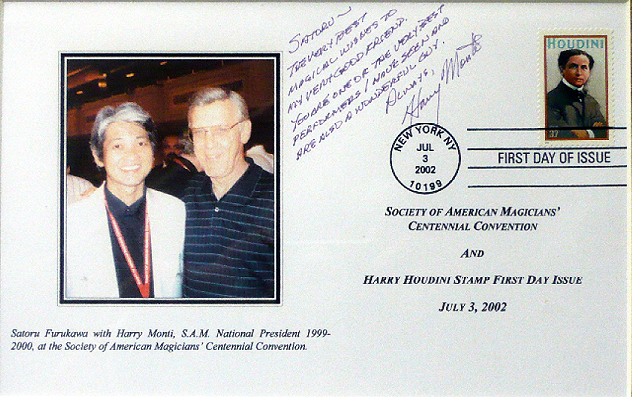 SATORU ~
THE VERY BEST
MAGICAL WISHES TO
MY VERY GOOD FRIEND.
YOU ARE ONE OF THE VERY BEST
PERFORMERS I HAVE SEEN AND
ARE ALSO A WONDERFUL GUY.
ALWAYS,
Harry Monti
HOUDINI
37
NEW YORK NY
JUL
3
2002
10199
FIRST DAY OF ISSUE
SOCIETY OF AMERICAN MAGICIANS'
CENTENNIAL CONVENTION
AND
HARRY HOUDINI STAMP FIRST DAY ISSUE
JULY 3, 2002
Satoru Furukawa with Harry Monti, S.A.M. National President 1999-
2000, at the Society of American Magicians' Centennial Convention.